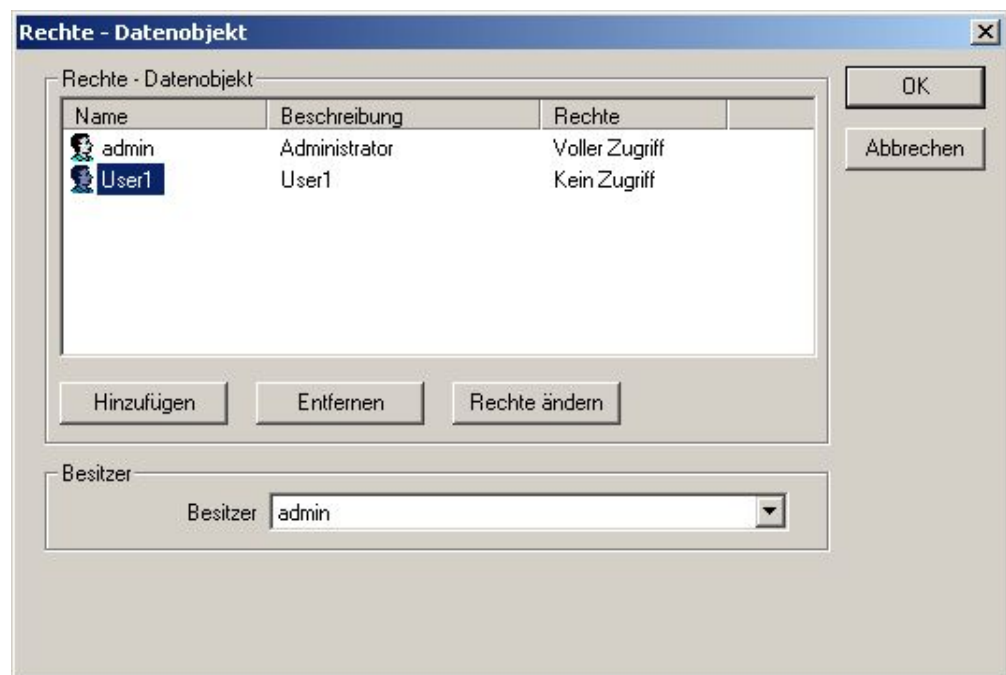 Rechte - Datenobjekt
Rechte - Datenobjekt
Name Beschreibung Rechte
admin Administrator Voller Zugriff
User1 User1 Kein Zugriff
Hinzufügen Entfernen Rechte ändern
OK
Abbrechen
Besitzer
Besitzer admin